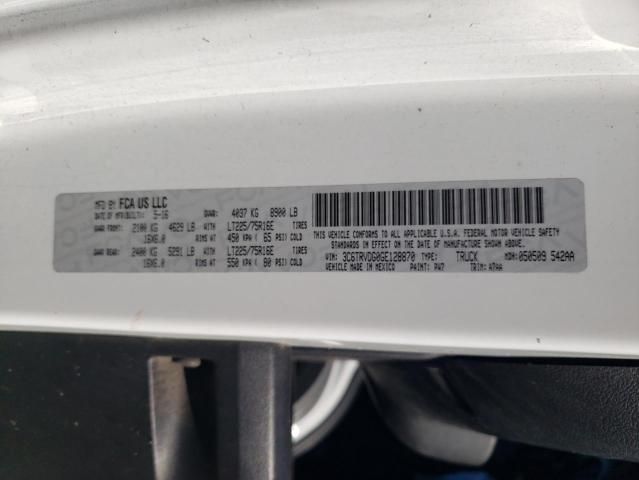 MFD BY FCA US LLC
DATE OF MFR/BUILT: 5-16 GVWR: 4037 KG 8900 LB
GAWR FRONT: 2100 KG 4629 LB WITH LT225/75R16E TIRES
16X6.0 RIMS AT 450 KPA ( 65 PSI) COLD
GAWR REAR: 2400 KG 5291 LB WITH LT225/75R16E TIRES
16X6.0 RIMS AT 550 KPA ( 80 PSI) COLD
THIS VEHICLE CONFORMS TO ALL APPLICABLE U.S.A. FEDERAL MOTOR VEHICLE SAFETY
STANDARDS IN EFFECT ON THE DATE OF MANUFACTURE SHOWN ABOVE.
VIN: 3C6TRVDG0GE128870 TYPE: TRUCK MDH: 050509 542AA
VEHICLE MADE IN MEXICO PAINT: PW7 TRIM: A7AA